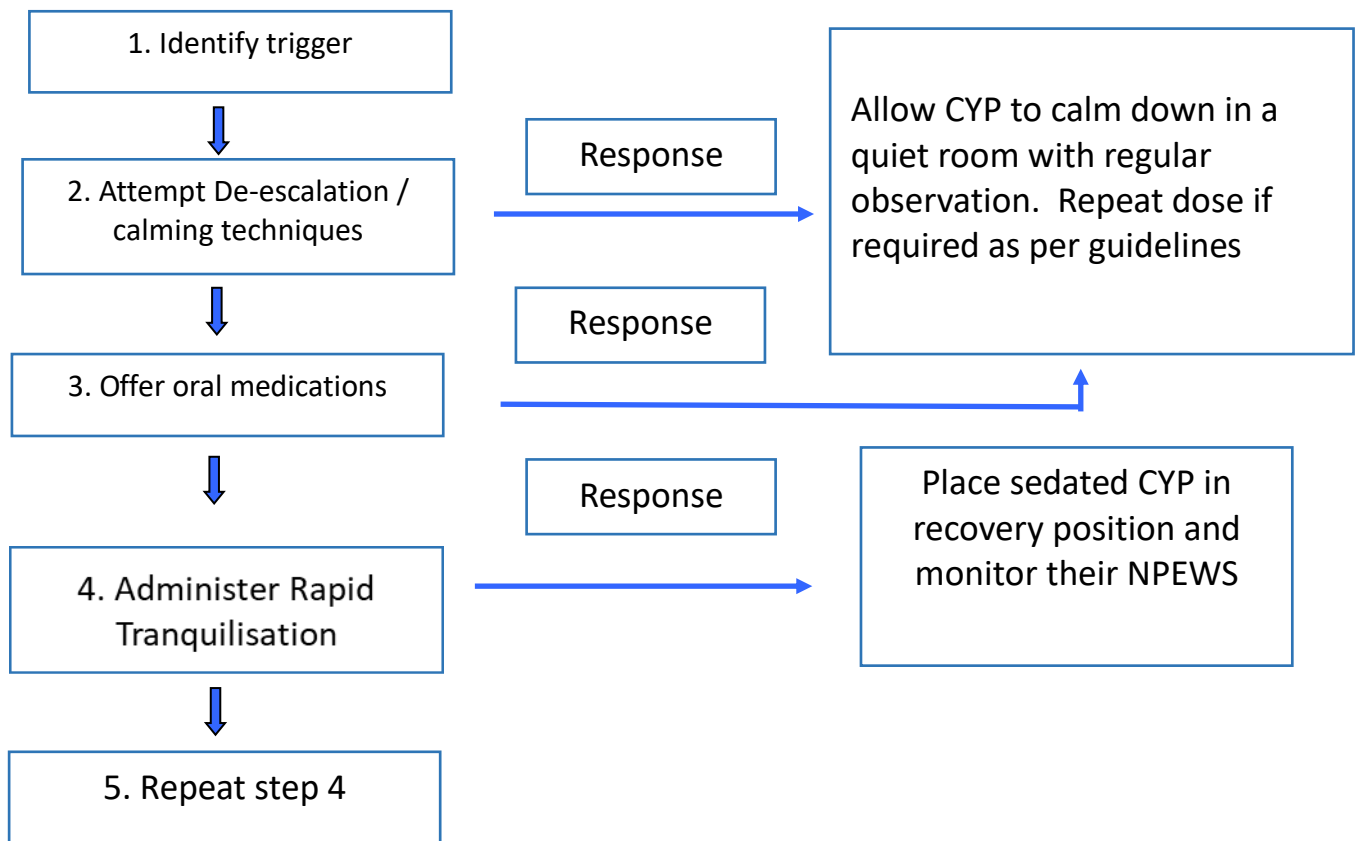 1. Identify trigger
2. Attempt De-escalation /
calming techniques
Response
Allow CYP to calm down in a
quiet room with regular
observation.  Repeat dose if
required as per guidelines
3. Offer oral medications
Response
4. Administer Rapid
Tranquilisation
Response
Place sedated CYP in
recovery position and
monitor their NPEWS
5. Repeat step 4